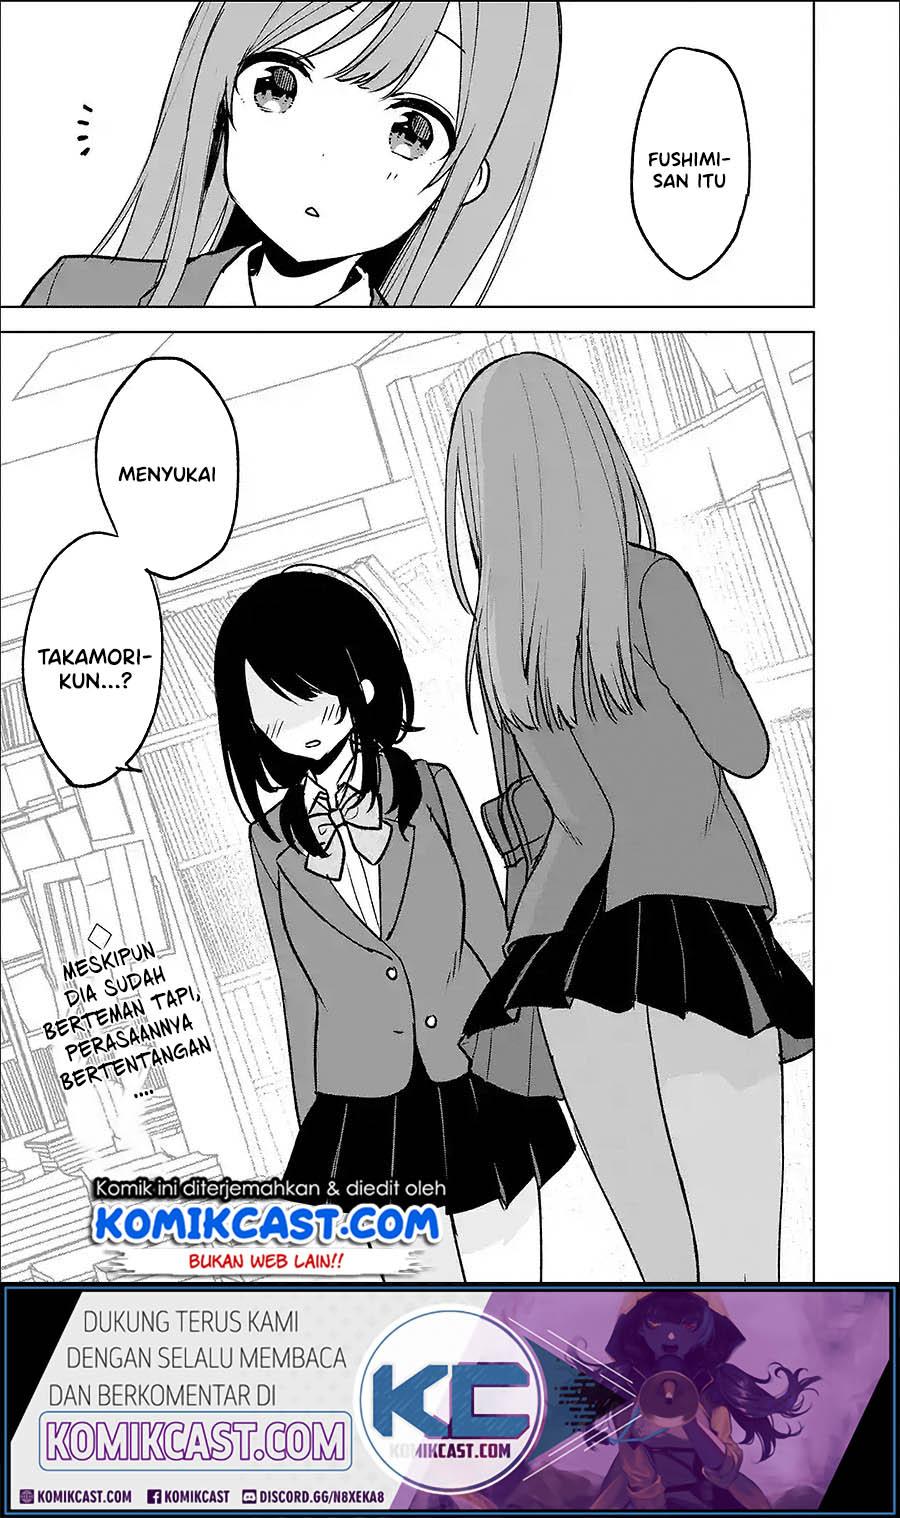 FUSHIMI-
SAN ITU
MENYUKAI
TAKAMORI-
KUN...?
MESKIPUN
DIA SUDAH
BERTEMAN TAPI,
PERASAANNYA
BERTENTANGAN
....
Komik ini diterjemahkan & diedit oleh
KOMIKCAST.COM
BUKAN WEB LAIN!!
DUKUNG TERUS KAMI
DENGAN SELALU MEMBACA
DAN BERKOMENTAR DI
KOMIKCAST.COM
KC
KOMIKCAST.COM
KOMIKCAST.COM KOMIKCAST DISCORD.GG/N8XEKA8